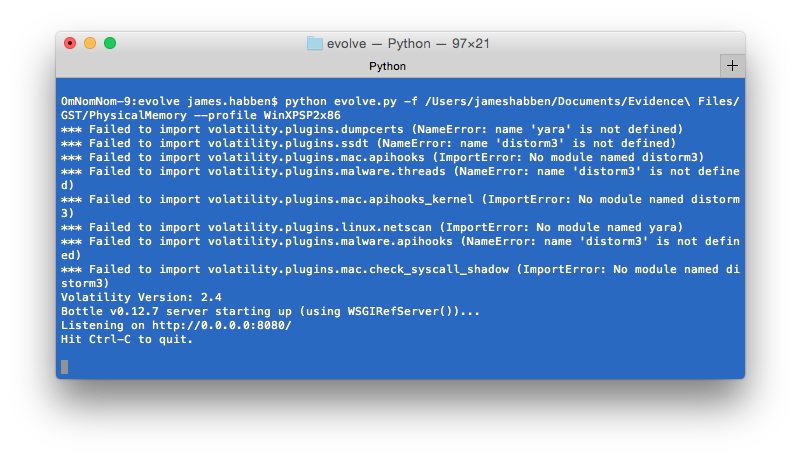 evolve — Python — 97×21
Python
+
OmNomNom-9:evolve james.habben$ python evolve.py -f /Users/jameshabben/Documents/Evidence\ Files/
GST/PhysicalMemory --profile WinXPSP2x86
*** Failed to import volatility.plugins.dumpcerts (NameError: name 'yara' is not defined)
*** Failed to import volatility.plugins.ssdt (NameError: name 'distorm3' is not defined)
*** Failed to import volatility.plugins.mac.apihooks (ImportError: No module named distorm3)
*** Failed to import volatility.plugins.malware.threads (NameError: name 'distorm3' is not define
d)
*** Failed to import volatility.plugins.mac.apihooks_kernel (ImportError: No module named distorm
3)
*** Failed to import volatility.plugins.linux.netscan (ImportError: No module named yara)
*** Failed to import volatility.plugins.malware.apihooks (NameError: name 'distorm3' is not defin
ed)
*** Failed to import volatility.plugins.mac.check_syscall_shadow (ImportError: No module named di
storm3)
Volatility Version: 2.4
Bottle v0.12.7 server starting up (using WSGIRefServer())...
Listening on http://0.0.0.0:8080/
Hit Ctrl-C to quit.